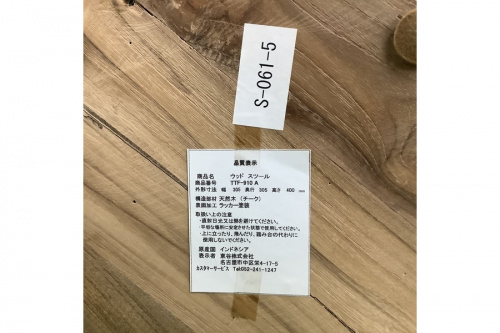 S-061-5
品質表示
商品名 ウッド スツール
商品番号 TTF-910 A
外形寸法 幅 305 奥行 305 高さ 400 mm
構造部材 天然木 (チーク)
表面加工 ラッカー塗装
取扱い上の注意
・直射日光又は熱を避けてください。
・平坦な場所に安定させた状態で使用してください。
・上に立ったり、飛んだり、踏み台の代わりに
使用しないでください。
原産国 インドネシア
表示者 東谷株式会社
名古屋市中区栄4-17-5
カスタマーサービス Tel052-241-1247